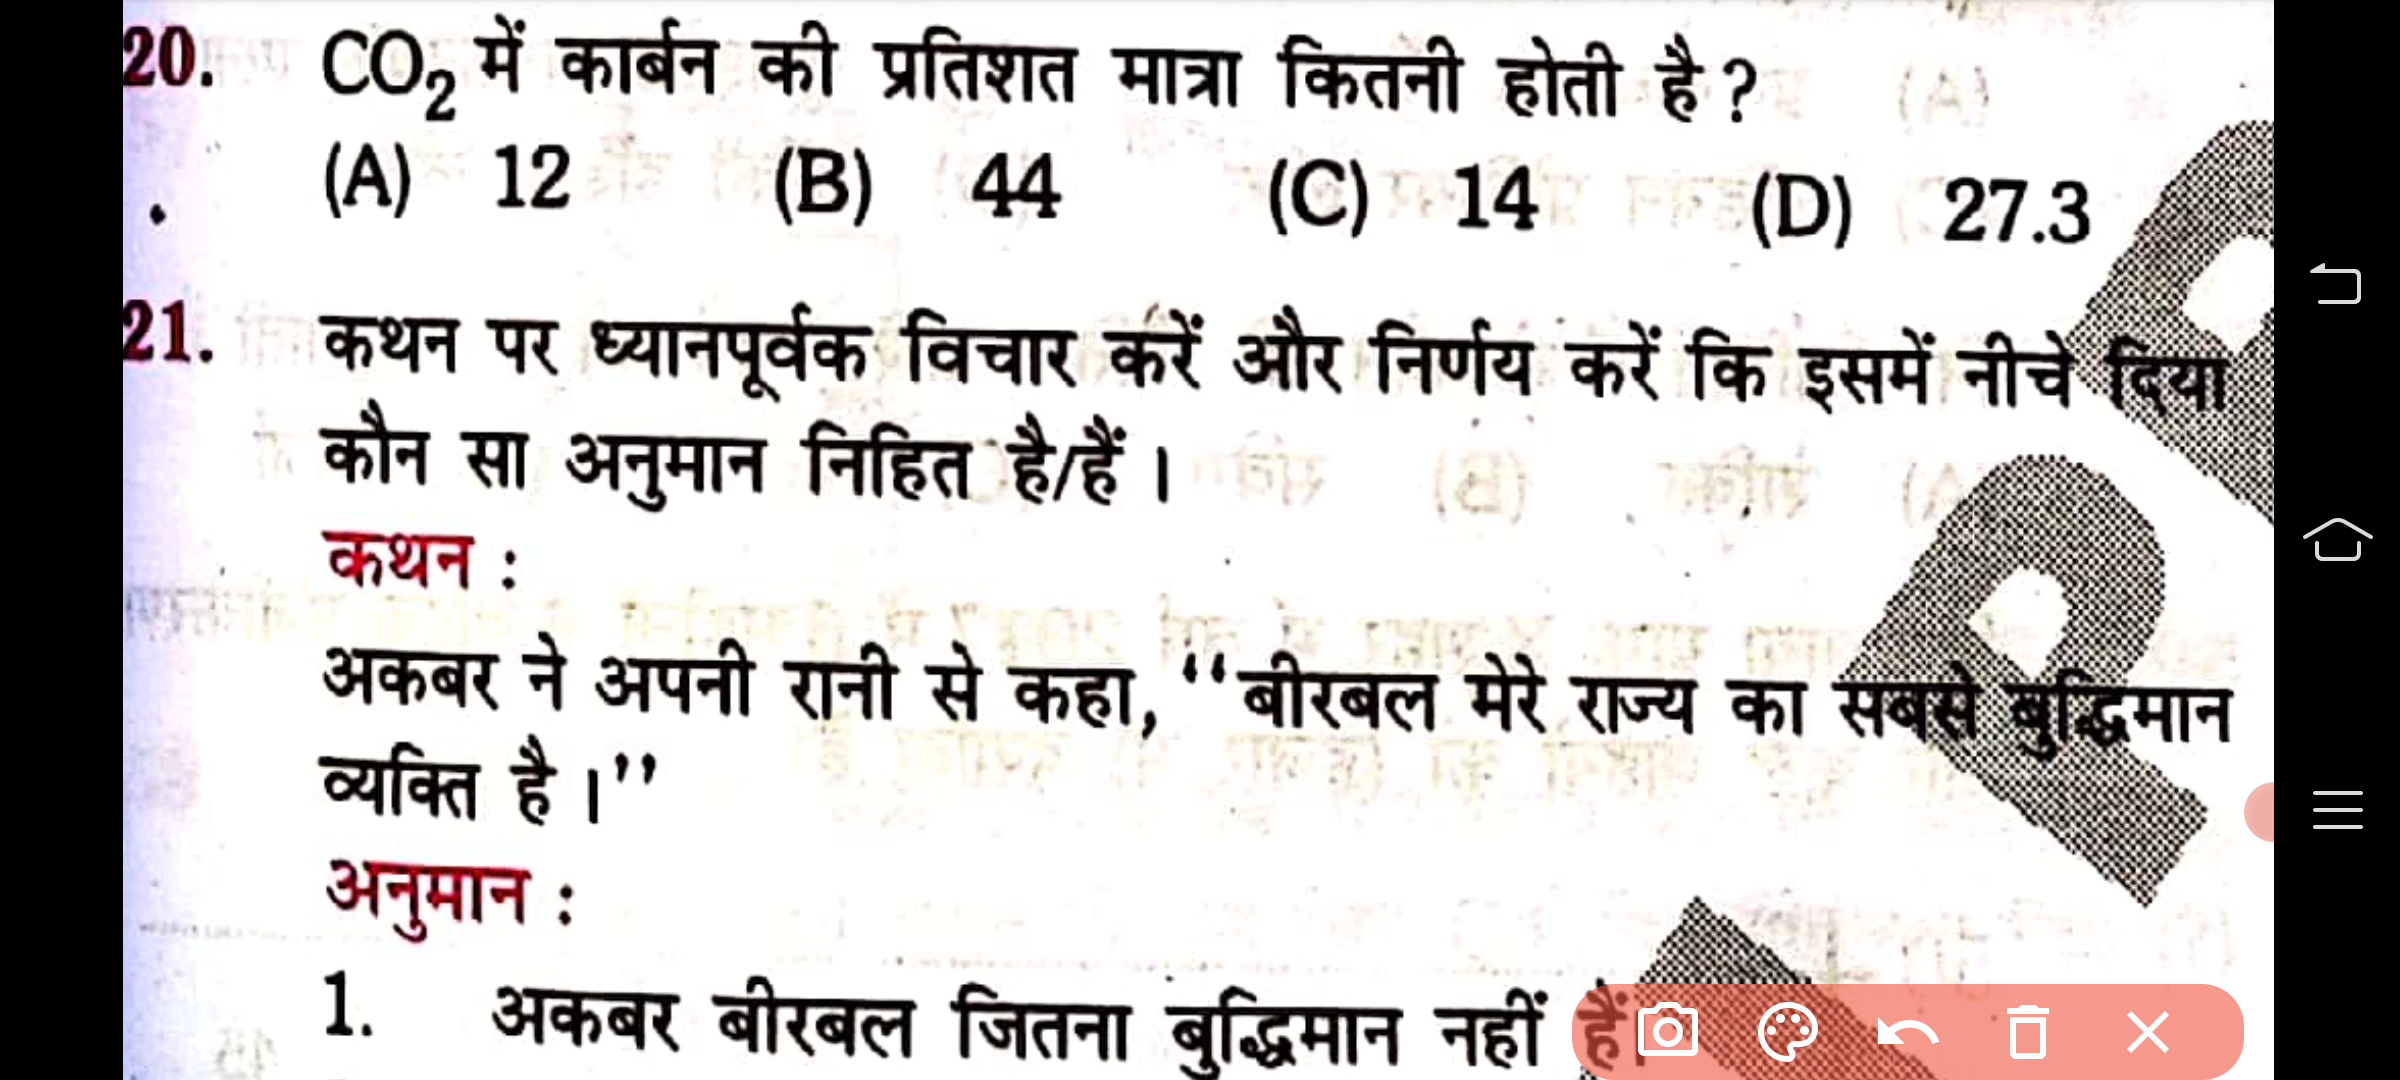 20. CO₂ में कार्बन की प्रतिशत मात्रा कितनी होती है ?
(A) 12 (B) 44 (C) 14 (D) 27.3
21. कथन पर ध्यानपूर्वक विचार करें और निर्णय करें कि इसमें नीचे दिया
कौन सा अनुमान निहित है/हैं ।
कथन :
अकबर ने अपनी रानी से कहा, ‘‘बीरबल मेरे राज्य का सबसे बुद्धिमान
व्यक्ति है ।’’
अनुमान :
1. अकबर बीरबल जितना बुद्धिमान नहीं है।